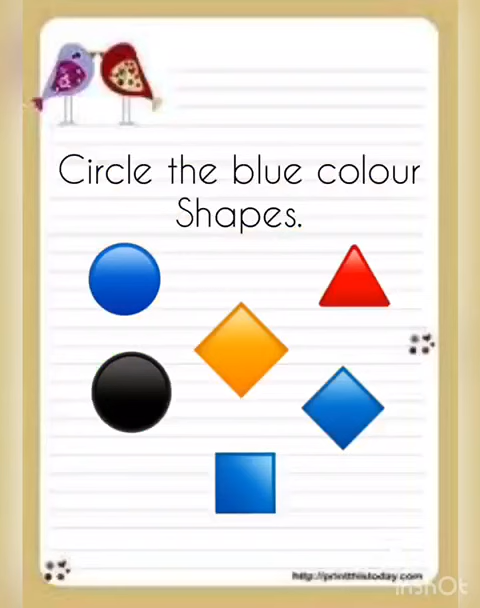 Circle the blue colour
Shapes.
http://printthistoday.com
InShOt